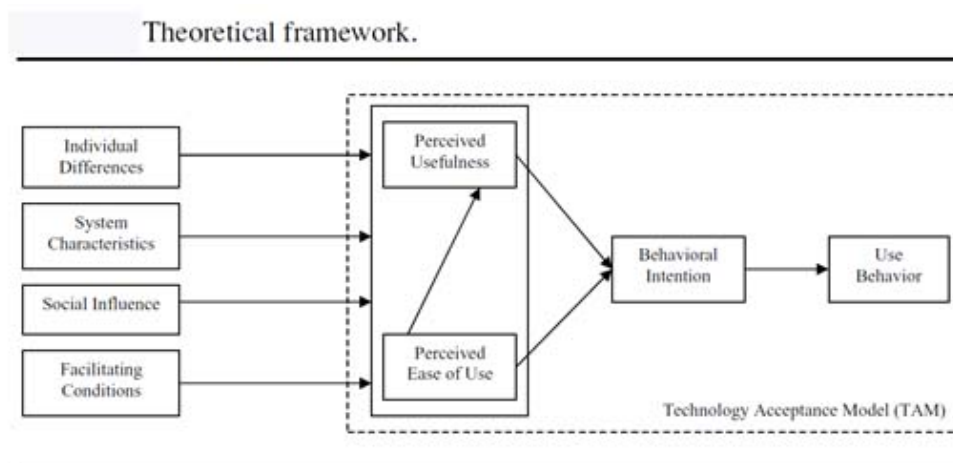 Theoretical framework.
Individual
Differences
System
Characteristics
Social Influence
Facilitating
Conditions
Perceived
Usefulness
Perceived
Ease of Use
Behavioral
Intention
Use
Behavior
Technology Acceptance Model (TAM)